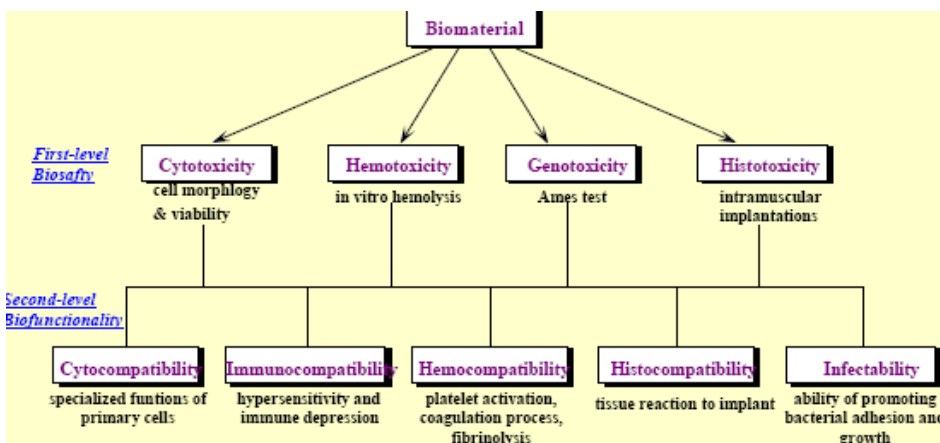 Biomaterial
First-level
Biosafty
Cytotoxicity
Hemotoxicity
Genotoxicity
Histotoxicity
cell morphlogy
& viability
in vitro hemolysis
Ames test
intramuscular
implantations
Second-level
Biofunctionality
Cytocompatibility
Immunocompatibility
Hemocompatibility
Histocompatibility
Infectability
specialized funtions of
primary cells
hypersensitivity and
immune depression
platelet activation,
coagulation process,
fibrinolysis
tissue reaction to implant
ability of promoting
bacterial adhesion and
growth